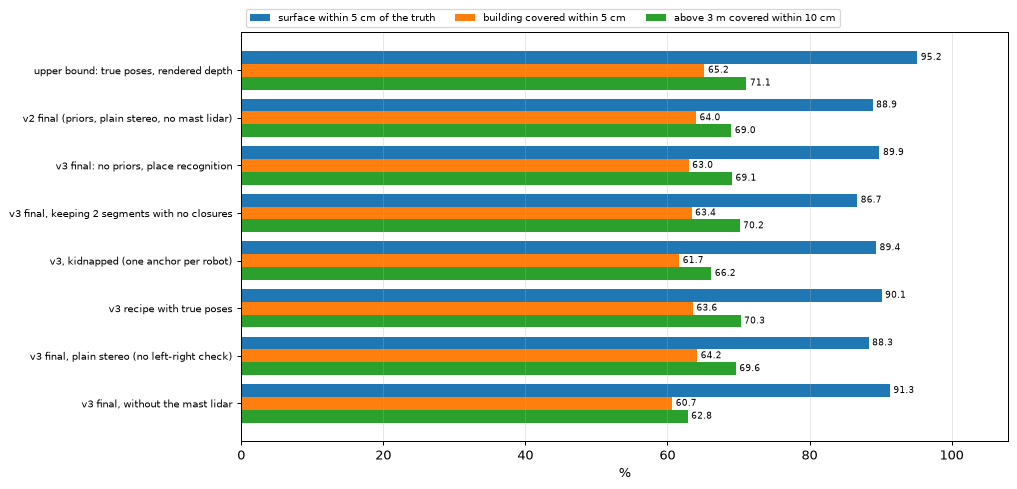 surface within 5 cm of the truth building covered within 5 cm above 3 m covered within 10 cm
upper bound: true poses, rendered depth 95.2 65.2 71.1
v2 final (priors, plain stereo, no mast lidar) 88.9 64.0 69.0
v3 final: no priors, place recognition 89.9 63.0 69.1
v3 final, keeping 2 segments with no closures 86.7 63.4 70.2
v3, kidnapped (one anchor per robot) 89.4 61.7 66.2
v3 recipe with true poses 90.1 63.6 70.3
v3 final, plain stereo (no left-right check) 88.3 64.2 69.6
v3 final, without the mast lidar 91.3 60.7 62.8
0 20 40 60 80 100
%